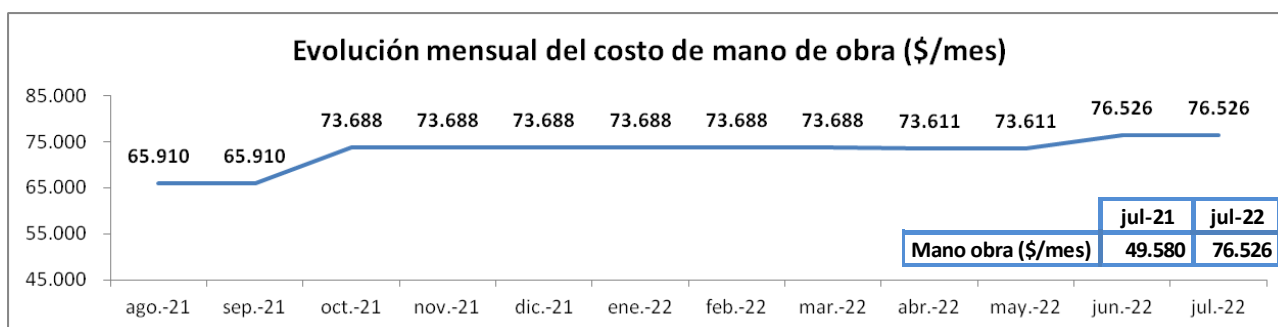 Evolución mensual del costo de mano de obra ($/mes)
85.000
75.000
65.000
55.000
45.000
65.910 65.910 73.688 73.688 73.688 73.688 73.688 73.688 73.611 73.611 76.526 76.526
jul-21 jul-22
Mano obra ($/mes) 49.580 76.526
ago.-21 sep.-21 oct.-21 nov.-21 dic.-21 ene.-22 feb.-22 mar.-22 abr.-22 may.-22 jun.-22 jul.-22